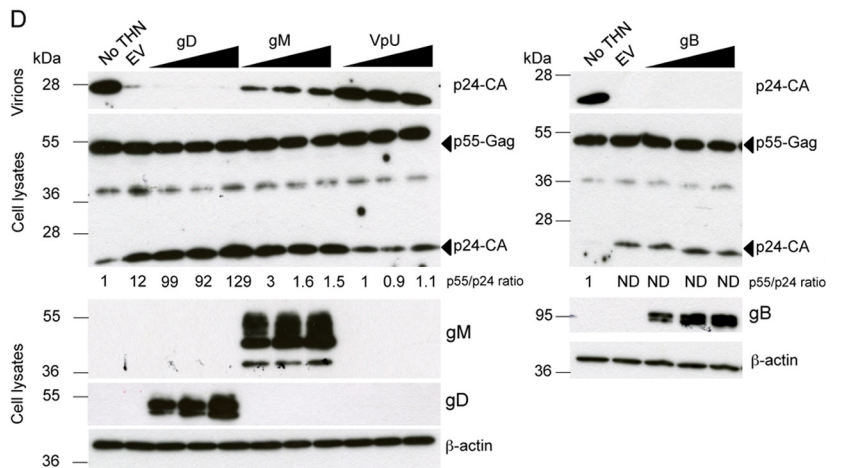 D
kDa
No THN
EV
gD
gM
VpU
Virions
28
p24-CA
Cell lysates
55
p55-Gag
36
28
p24-CA
1 12 99 92 129 3 1.6 1.5 1 0.9 1.1 p55/p24 ratio
Cell lysates
55
gM
36
55
gD
β-actin
36
kDa
No THN
EV
gB
28
p24-CA
55
p55-Gag
36
28
p24-CA
1 ND ND ND ND p55/p24 ratio
95
gB
β-actin
36